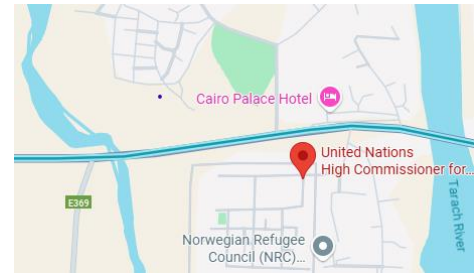 Cairo Palace Hotel
United Nations
High Commissioner for...
E369
Tarach River
Norwegian Refugee
Council (NRC)...